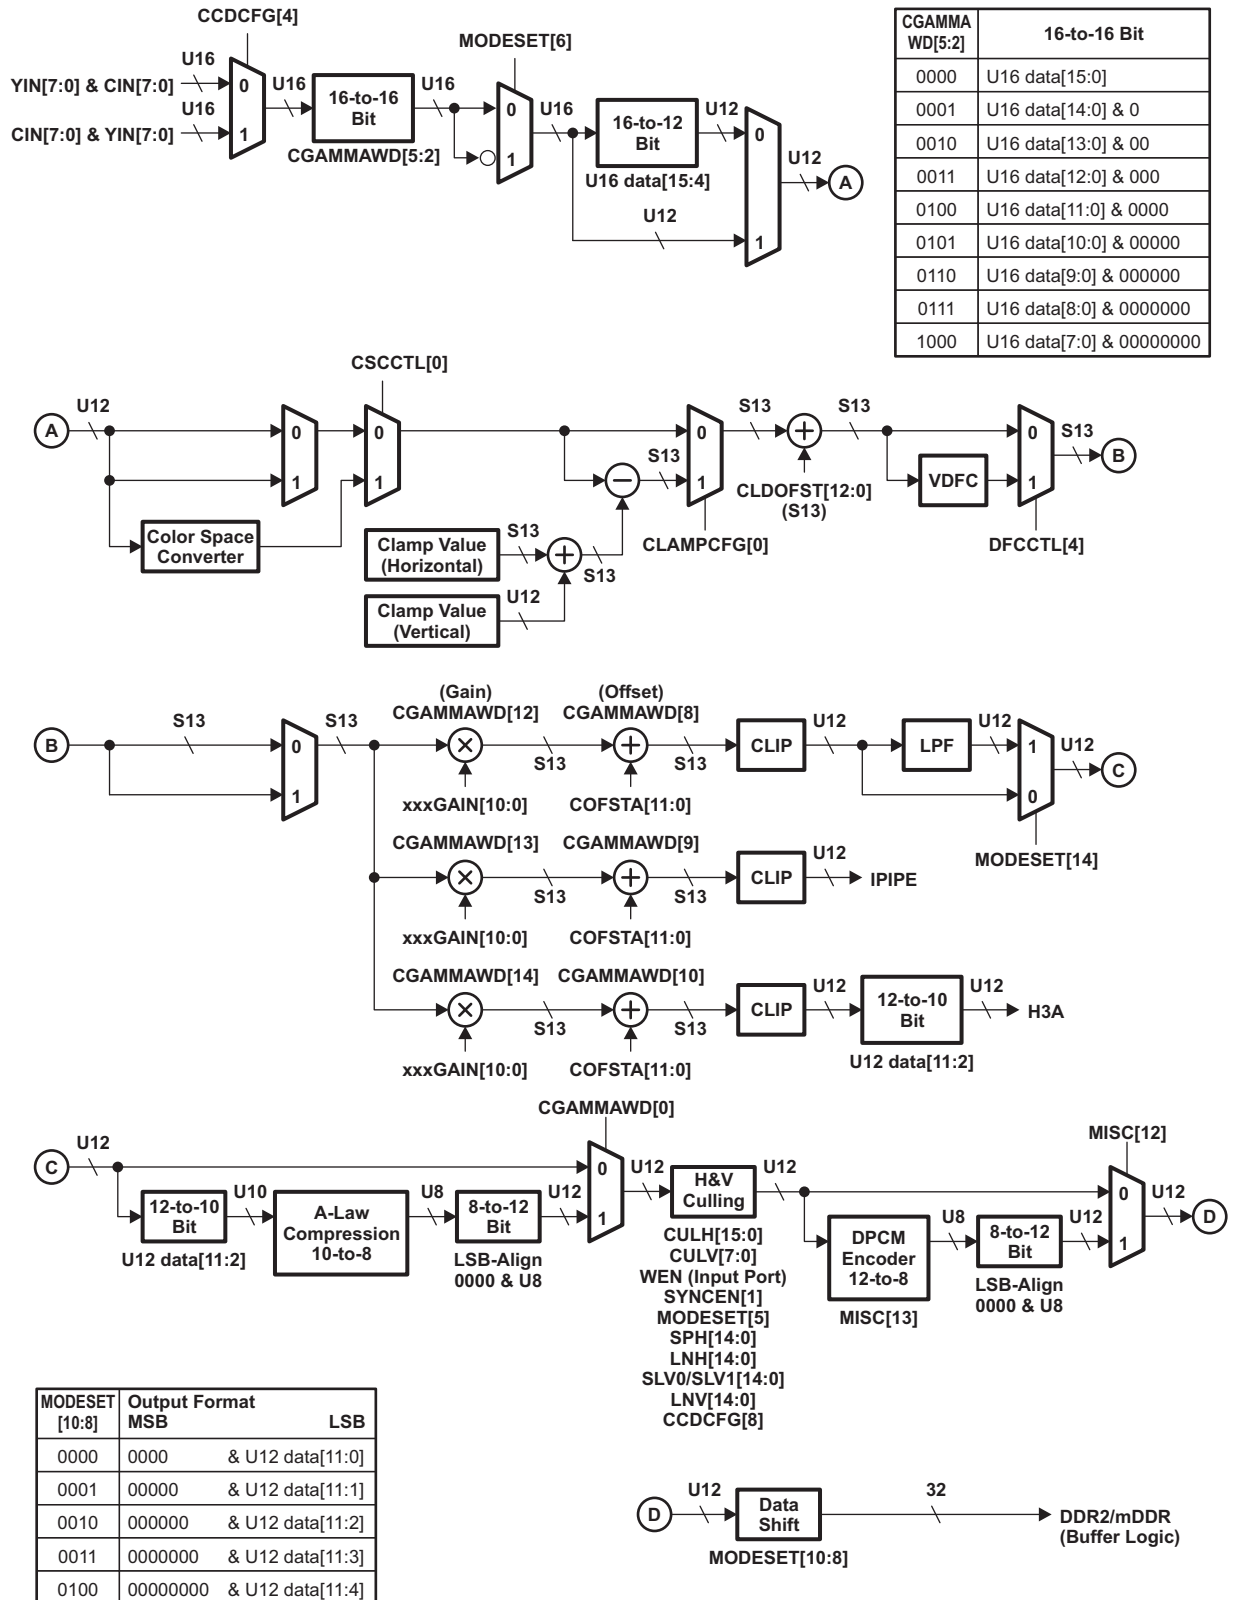 CCDCFG[4]
MODESET[6]
YIN[7:0] & CIN[7:0]
U16
CIN[7:0] & YIN[7:0]
U16
0
1
U16
16-to-16
Bit
CGAMMAWD[5:2]
U16
0
1
U16
16-to-12
Bit
U16 data[15:4]
U12
U12
0
1
U12
A
CGAMMA
WD[5:2]
16-to-16 Bit
0000 U16 data[15:0]
0001 U16 data[14:0] & 0
0010 U16 data[13:0] & 00
0011 U16 data[12:0] & 000
0100 U16 data[11:0] & 0000
0101 U16 data[10:0] & 00000
0110 U16 data[9:0] & 000000
0111 U16 data[8:0] & 0000000
1000 U16 data[7:0] & 00000000
CSCCTL[0]
A
U12
0
1
0
1
Color Space
Converter
Clamp Value
(Horizontal)
S13
Clamp Value
(Vertical)
U12
S13
S13
0
1
CLAMPCFG[0]
S13
S13
CLDOFST[12:0]
(S13)
VDFC
0
1
DFCCTL[4]
S13
B
B
S13
0
1
S13
(Gain)
CGAMMAWD[12]
(Offset)
CGAMMAWD[8]
S13
S13
xxxGAIN[10:0]
COFSTA[11:0]
CLIP
U12
LPF
U12
1
0
U12
C
MODESET[14]
CGAMMAWD[13]
CGAMMAWD[9]
S13
S13
xxxGAIN[10:0]
COFSTA[11:0]
CLIP
U12
IPIPE
CGAMMAWD[14]
CGAMMAWD[10]
S13
S13
xxxGAIN[10:0]
COFSTA[11:0]
CLIP
U12
12-to-10
Bit
U12 data[11:2]
U12
H3A
CGAMMAWD[0]
C
U12
12-to-10
Bit
U12 data[11:2]
U10
A-Law
Compression
10-to-8
U8
8-to-12
Bit
LSB-Align
0000 & U8
U12
0
1
U12
H&V
Culling
U12
CULH[15:0]
CULV[7:0]
WEN (Input Port)
SYNCEN[1]
MODESET[5]
SPH[14:0]
LNH[14:0]
SLV0/SLV1[14:0]
LNV[14:0]
CCDCFG[8]
DPCM
Encoder
12-to-8
MISC[13]
U8
8-to-12
Bit
LSB-Align
0000 & U8
U12
MISC[12]
0
1
U12
D
MODESET
[10:8]
Output Format
MSB LSB
0000 0000 & U12 data[11:0]
0001 00000 & U12 data[11:1]
0010 000000 & U12 data[11:2]
0011 0000000 & U12 data[11:3]
0100 00000000 & U12 data[11:4]
D
U12
Data
Shift
MODESET[10:8]
32
DDR2/mDDR
(Buffer Logic)